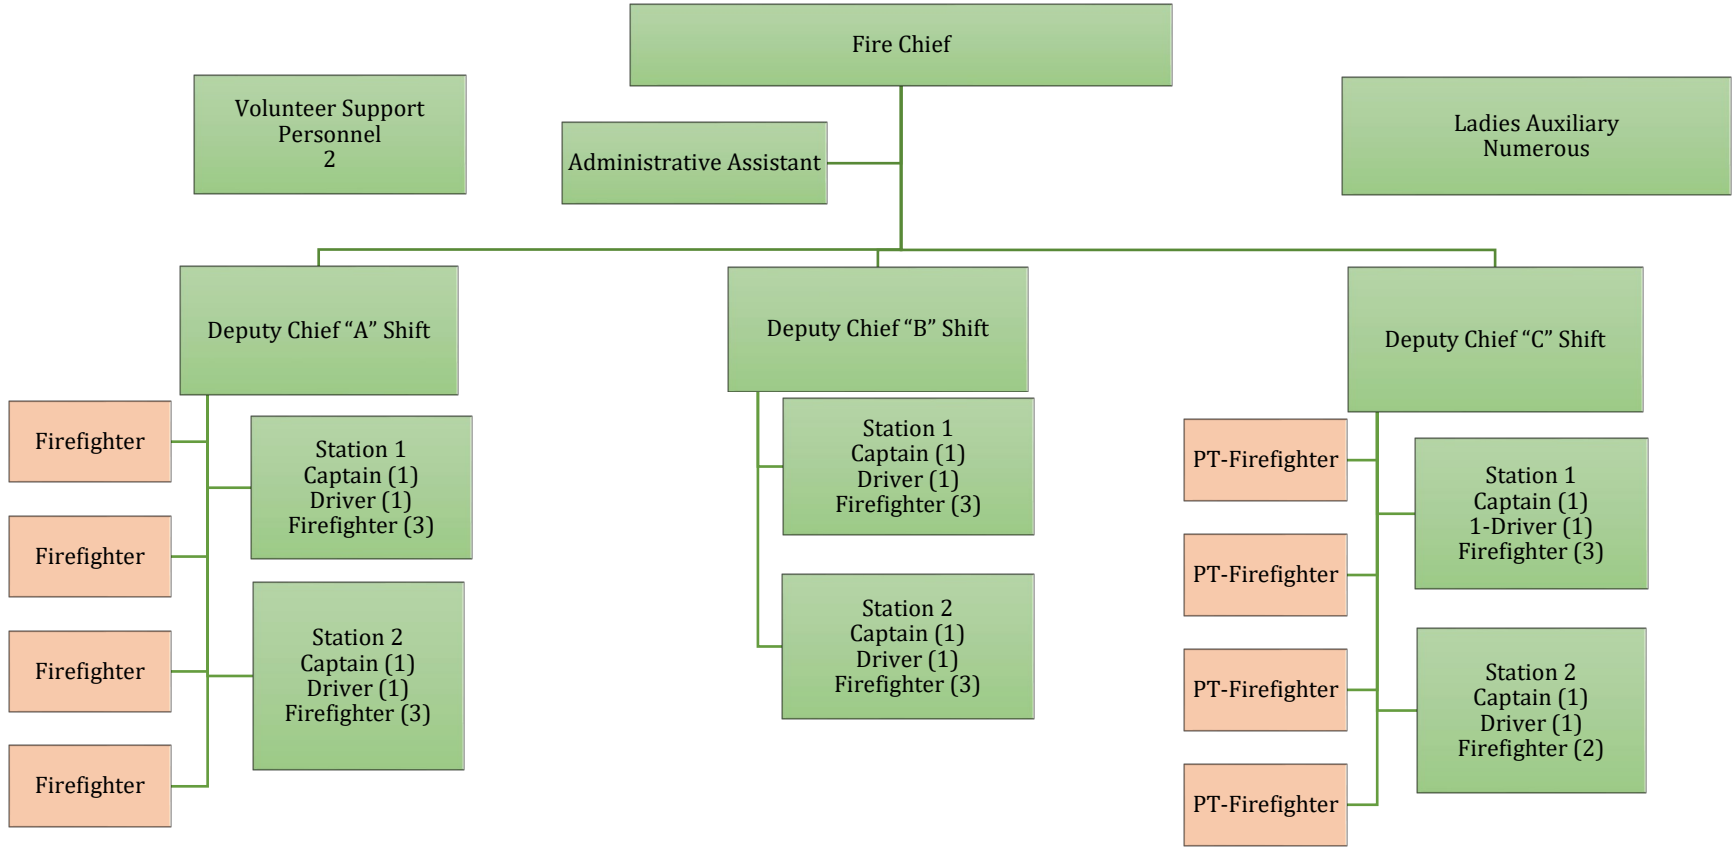 Fire Chief
Volunteer Support
Personnel
2
Administrative Assistant
Ladies Auxiliary
Numerous
Deputy Chief “A” Shift
Deputy Chief “B” Shift
Deputy Chief “C” Shift
Firefighter
Firefighter
Firefighter
Firefighter
Station 1
Captain (1)
Driver (1)
Firefighter (3)
Station 2
Captain (1)
Driver (1)
Firefighter (3)
Station 1
Captain (1)
Driver (1)
Firefighter (3)
Station 2
Captain (1)
Driver (1)
Firefighter (3)
PT-Firefighter
PT-Firefighter
PT-Firefighter
PT-Firefighter
Station 1
Captain (1)
1-Driver (1)
Firefighter (3)
Station 2
Captain (1)
Driver (1)
Firefighter (2)